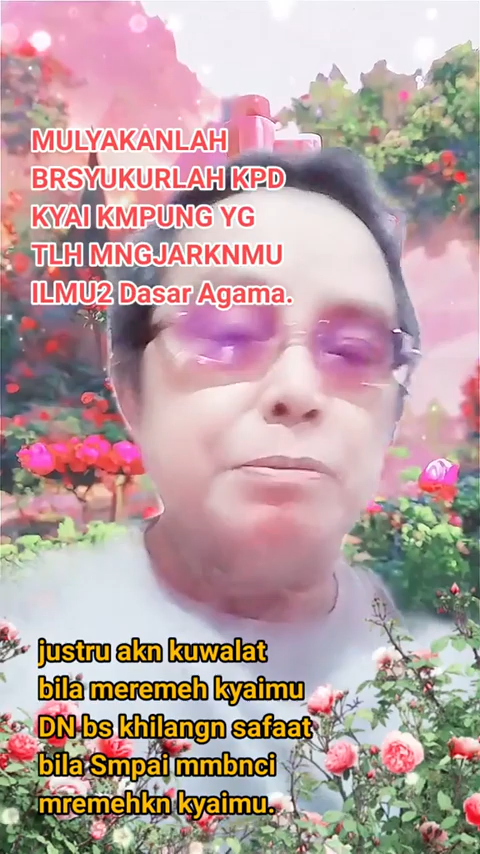 MULYAKANLAH
BRSYUKURLAH KPD
KYAI KMPUNG YG
TLH MNGJARKNMU
ILMU2 Dasar Agama.
justru akn kuwalat
bila meremeh kyaimu
DN bs khilangn safaat
bila Smpai mmbnci
mremehkn kyaimu.